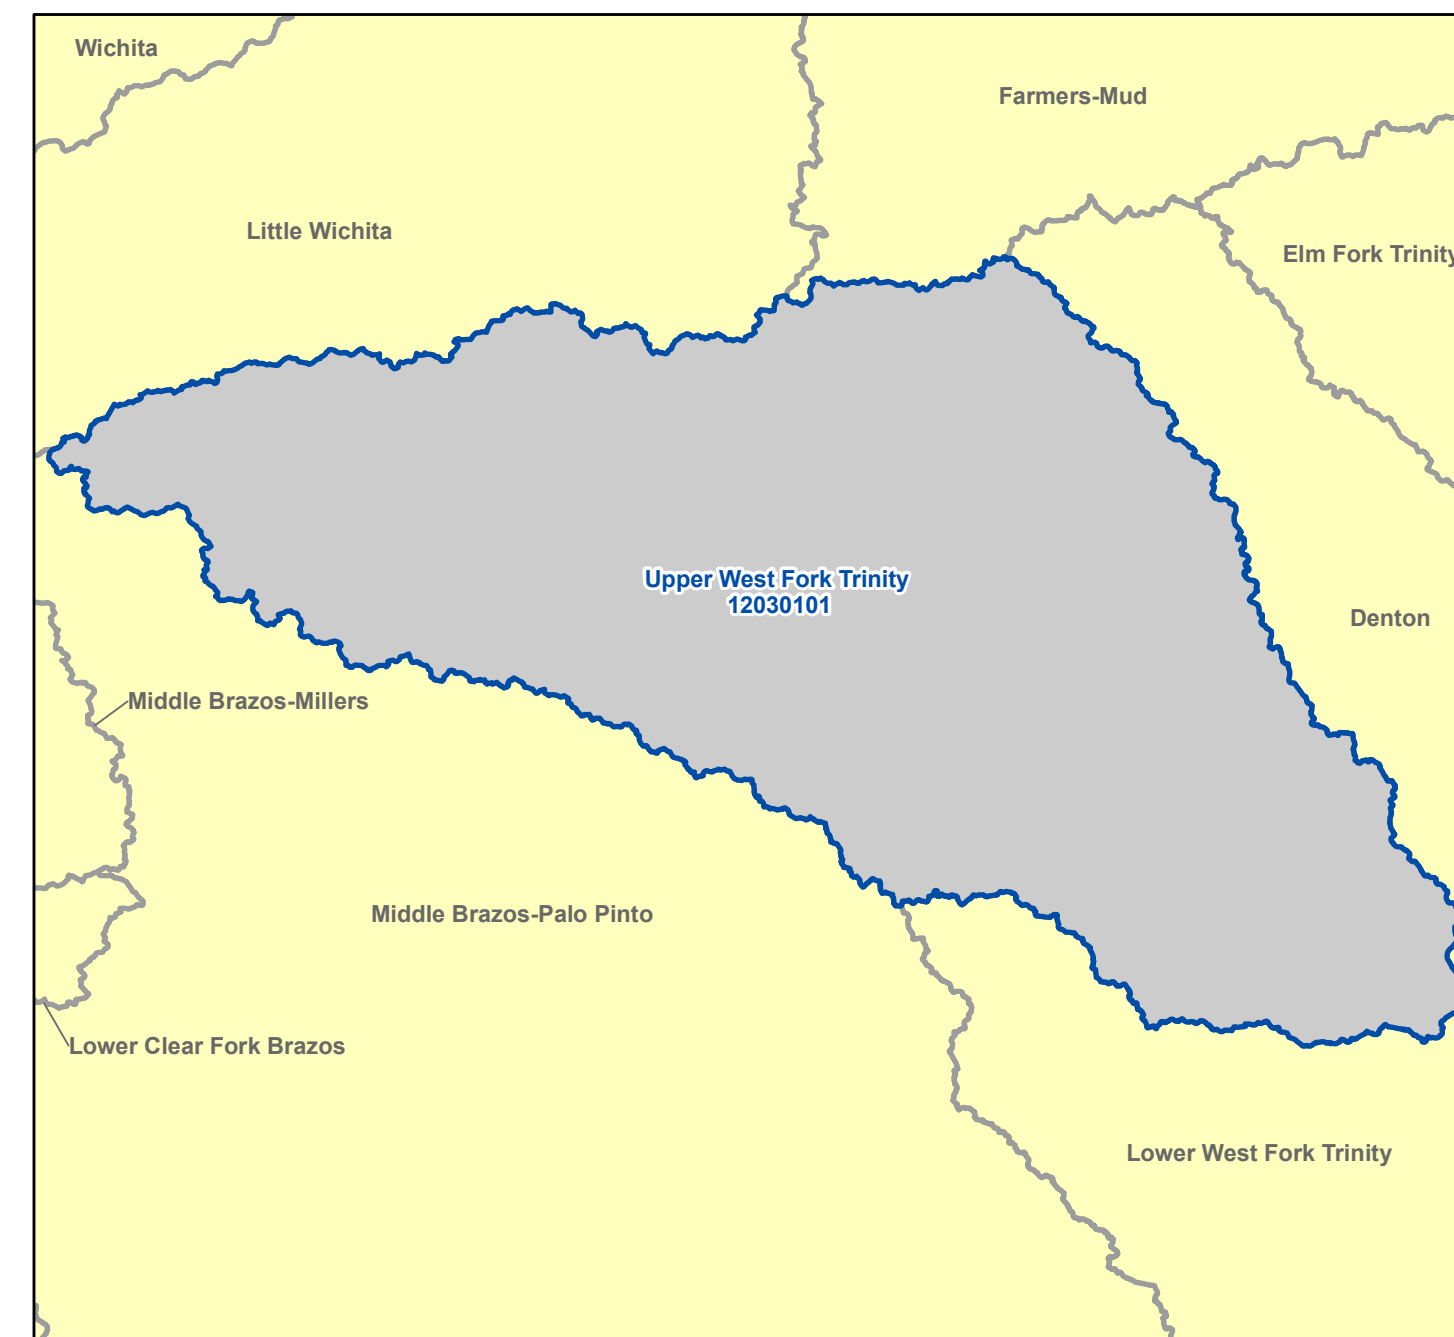 Wichita
Farmers-Mud
Little Wichita
Elm Fork Trinity
Upper West Fork Trinity
12030101
Denton
Middle Brazos-Millers
Middle Brazos-Palo Pinto
Lower Clear Fork Brazos
Lower West Fork Trinity